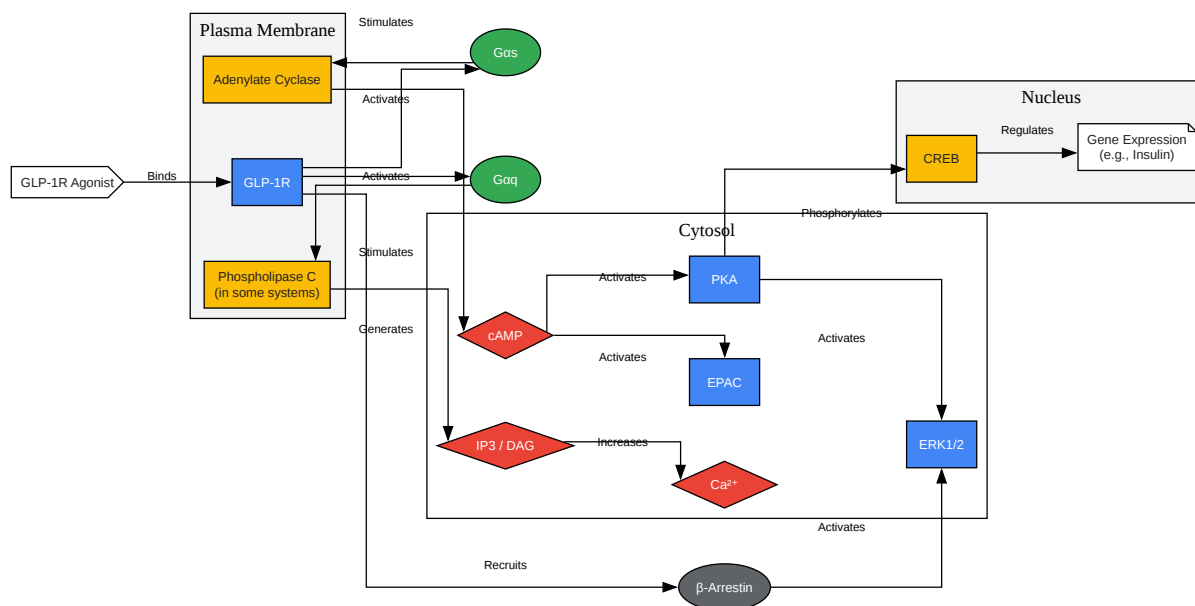 Stimulates
Plasma Membrane
Gαs
Adenylate Cyclase
Activates
Nucleus
Regulates
Gene Expression
(e.g., Insulin)
CREB
GLP-1R Agonist
Binds
GLP-1R
Activates
Gαq
Phosphorylates
Cytosol
Stimulates
Phospholipase C
(in some systems)
Activates
PKA
Generates
cAMP
Activates
Activates
EPAC
IP3 / DAG
Increases
ERK1/2
Ca²⁺
Activates
Recruits
β-Arrestin